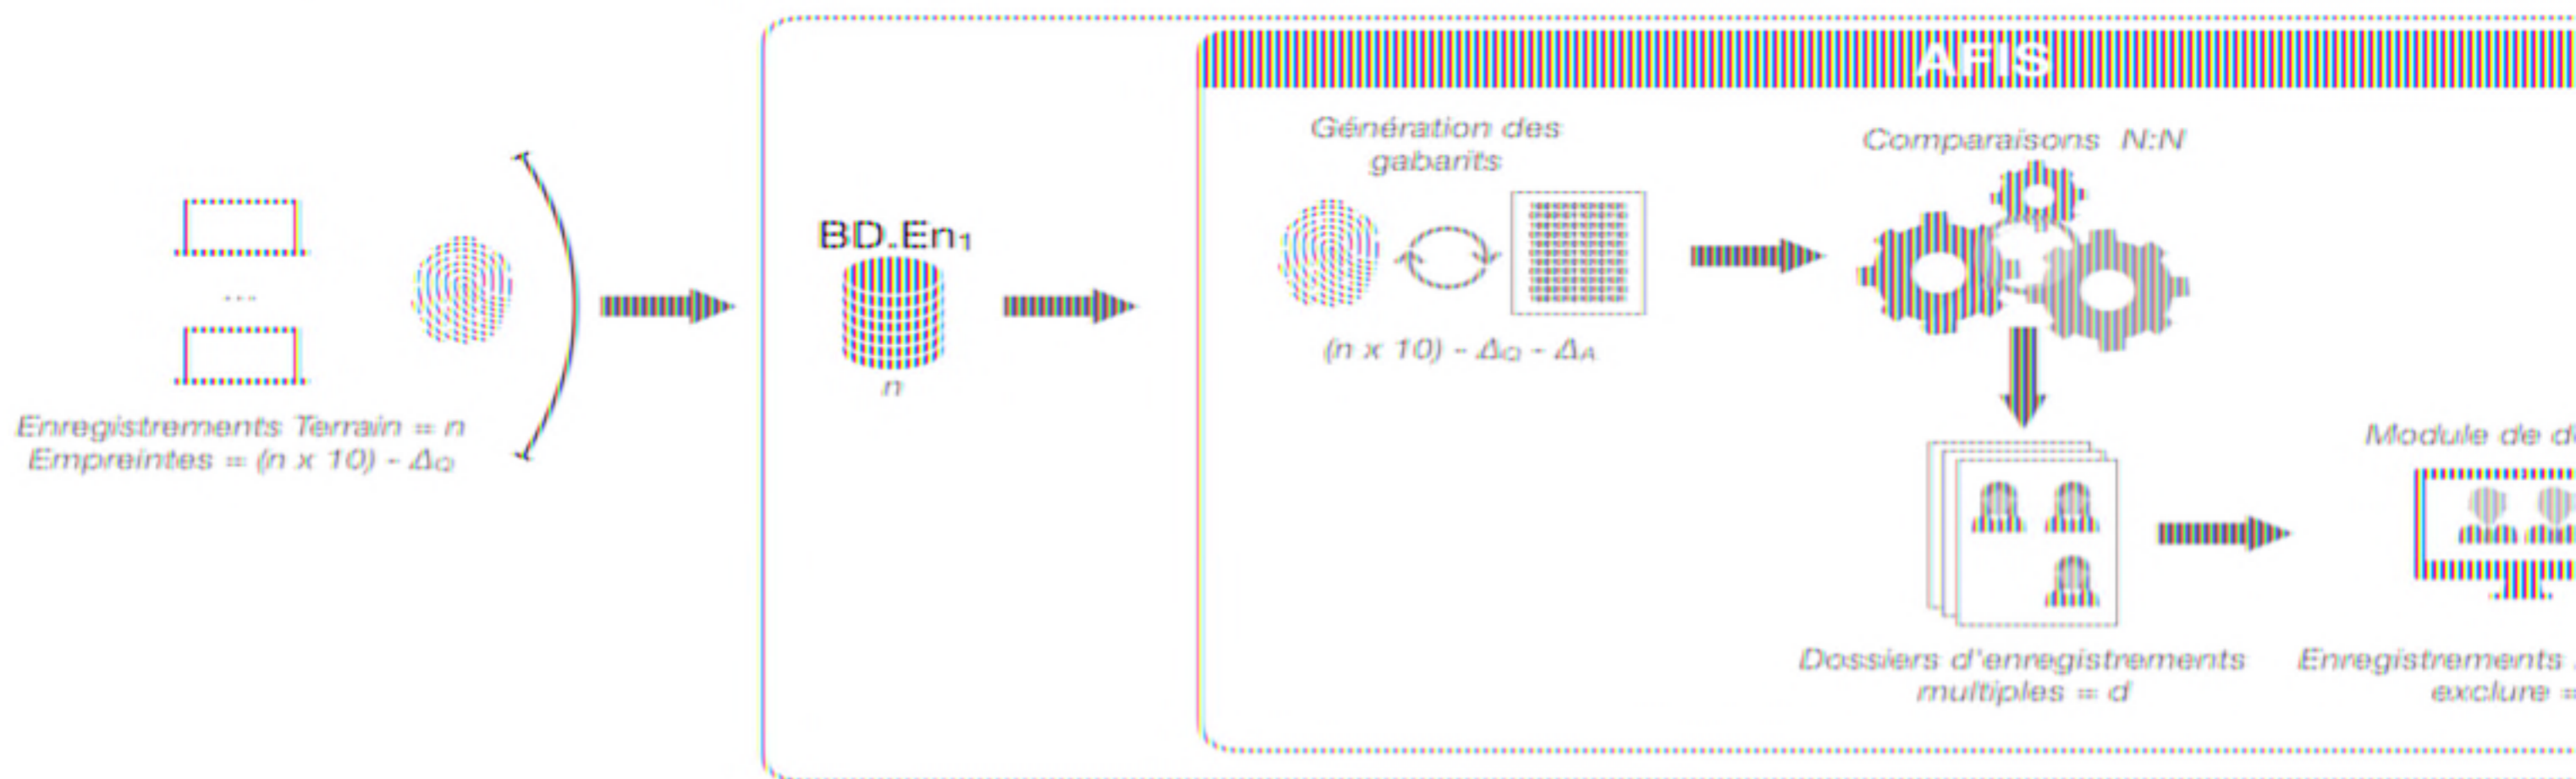 AFIS
Génération des
gabarits
Comparaisons N:N
BD.En₁
n
(n x 10) - ΔQ - ΔA
Enregistrements Terrain = n
Empreintes = (n x 10) - ΔQ
Module de
Dossiers d'enregistrements
multiples = d
Enregistrements
exclure =